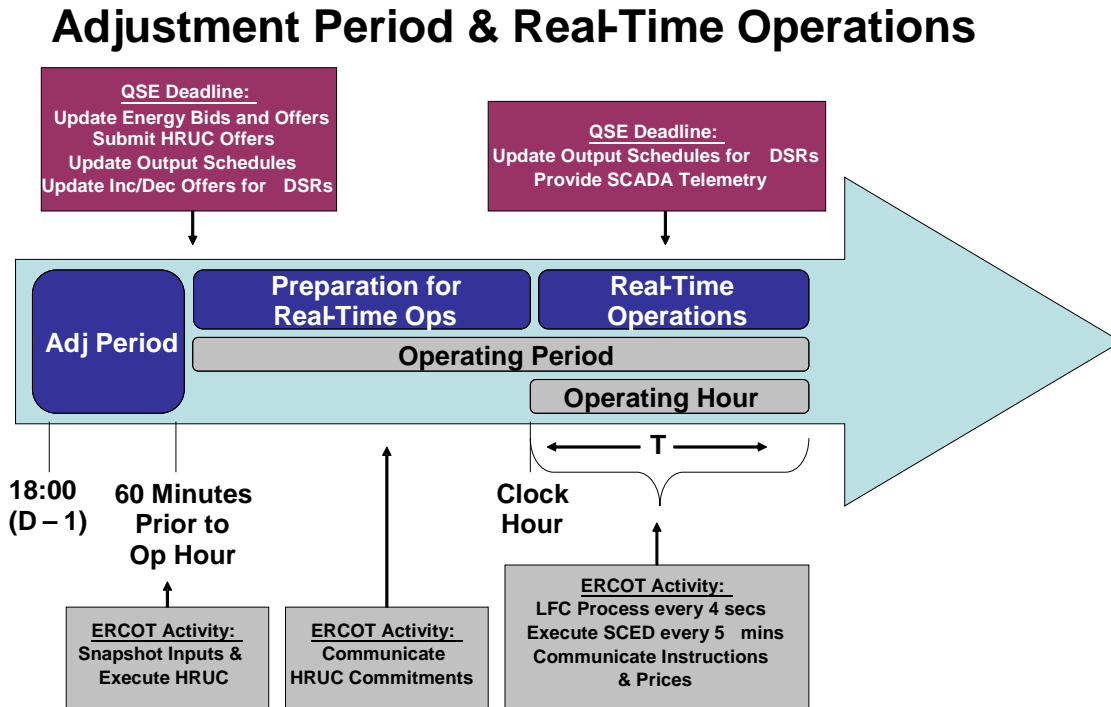 Adjustment Period & Real-Time Operations
QSE Deadline:
Update Energy Bids and Offers
Submit HRUC Offers
Update Output Schedules
Update Inc/Dec Offers for DSRs
QSE Deadline:
Update Output Schedules for DSRs
Provide SCADA Telemetry
Adj Period
Preparation for
Real-Time Ops
Real-Time
Operations
Operating Period
Operating Hour
T
18:00
(D – 1)
60 Minutes
Prior to
Op Hour
Clock
Hour
ERCOT Activity:
Snapshot Inputs &
Execute HRUC
ERCOT Activity:
Communicate
HRUC Commitments
ERCOT Activity:
LFC Process every 4 secs
Execute SCED every 5 mins
Communicate Instructions
& Prices